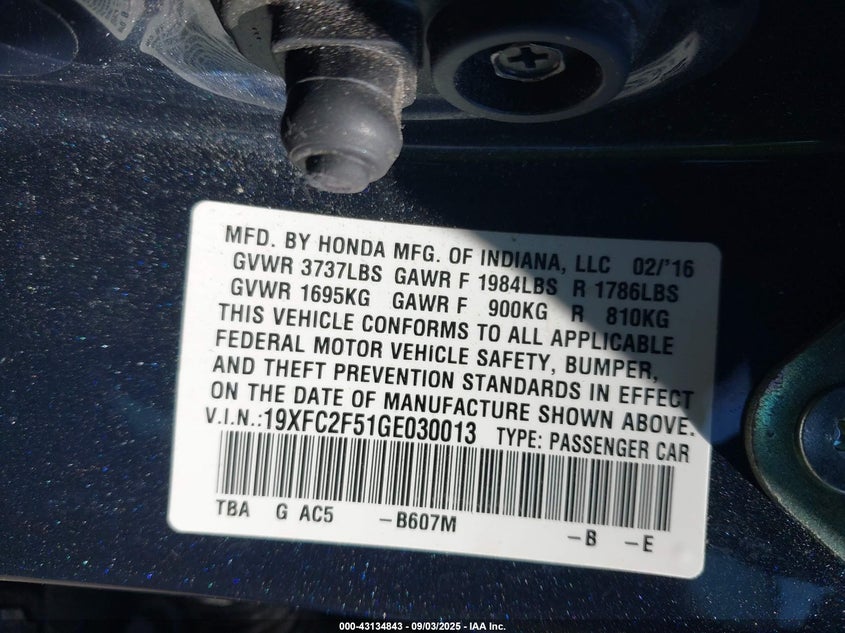 MFD. BY HONDA MFG. OF INDIANA, LLC 02/'16
GVWR 3737LBS GAWR F 1984LBS R 1786LBS
GVWR 1695KG GAWR F 900KG R 810KG
THIS VEHICLE CONFORMS TO ALL APPLICABLE
FEDERAL MOTOR VEHICLE SAFETY, BUMPER,
AND THEFT PREVENTION STANDARDS IN EFFECT
ON THE DATE OF MANUFACTURE SHOWN ABOVE.
V.I.N.:19XFC2F51GE030013 TYPE: PASSENGER CAR
TBA G AC5 -B607M -B -E
000-43134843 - 09/03/2025 - IAA Inc.